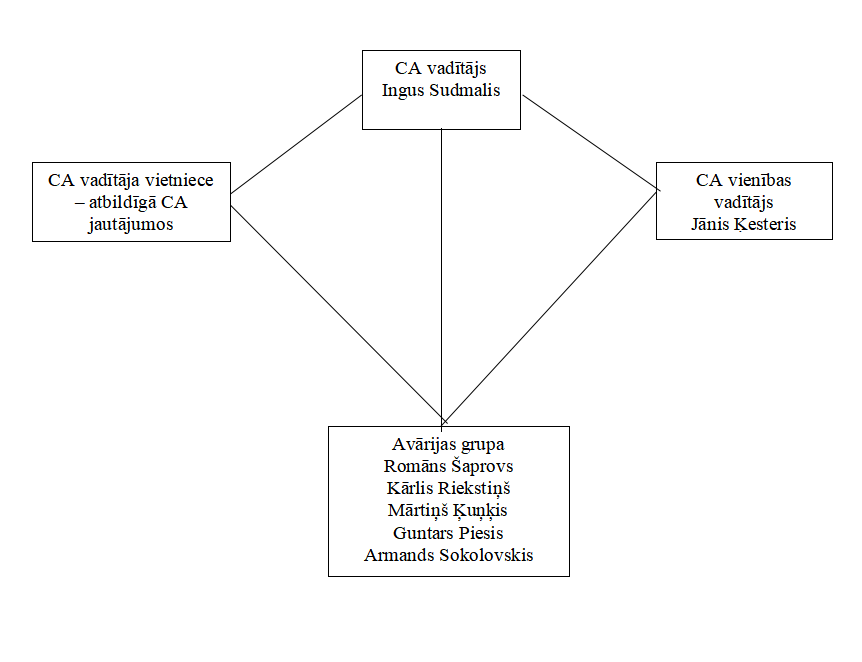 CA vadītājs
Ingus Sudmalis
CA vadītāja vietniece
– atbildīgā CA
jautājumos
CA vienības
vadītājs
Jānis Ķesteris
Avārijas grupa
Romāns Šaprovs
Kārlis Riekstiņš
Mārtiņš Ķuņķis
Guntars Piesis
Armands Sokolovskis